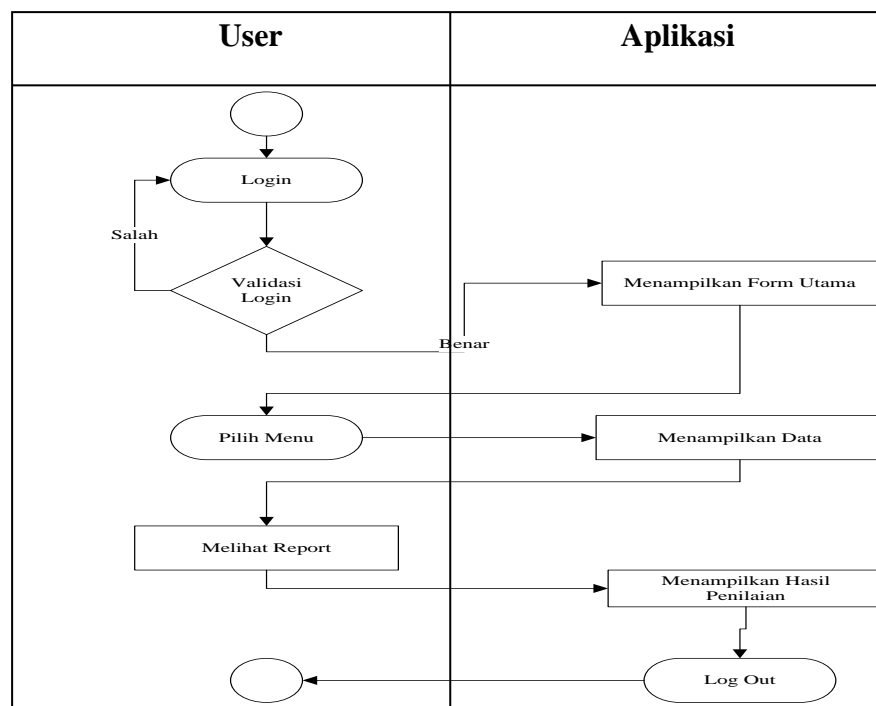 User
Aplikasi
Login
Salah
Validasi
Login
Menampilkan Form Utama
Benar
Pilih Menu
Menampilkan Data
Melihat Report
Menampilkan Hasil
Penilaian
Log Out